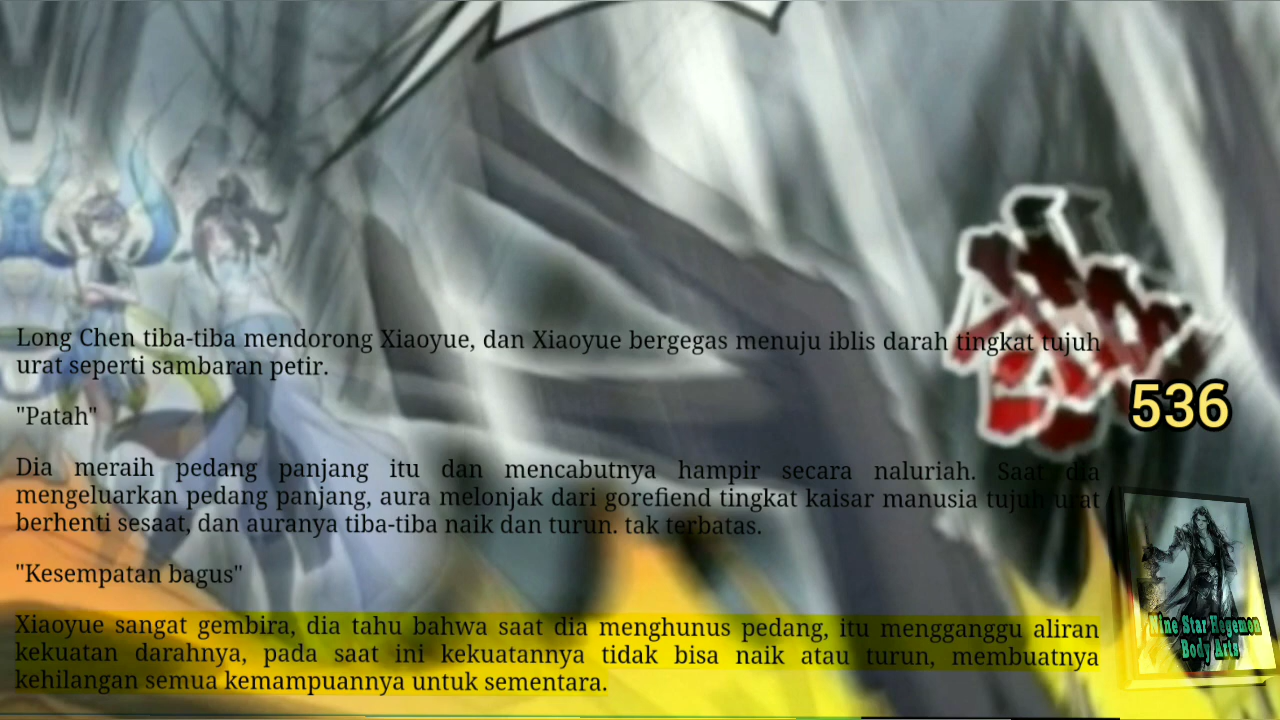 Long Chen tiba-tiba mendorong Xiaoyue, dan Xiaoyue bergegas menuju iblis darah tingkat tujuh
urat seperti sambaran petir.
"Patah"
Dia meraih pedang panjang itu dan mencabutnya hampir secara naluriah. Saat dia
mengeluarkan pedang panjang, aura melonjak dari gorefiend tingkat kaisar manusia tujuh urat
berhenti sesaat, dan auranya tiba-tiba naik dan turun. tak terbatas.
"Kesempatan bagus"
Xiaoyue sangat gembira, dia tahu bahwa saat dia menghunus pedang, itu mengganggu aliran
kekuatan darahnya, pada saat ini kekuatannya tidak bisa naik atau turun, membuatnya
kehilangan semua kemampuannya untuk sementara.
536
Nine Star Hegemon
Body Arts